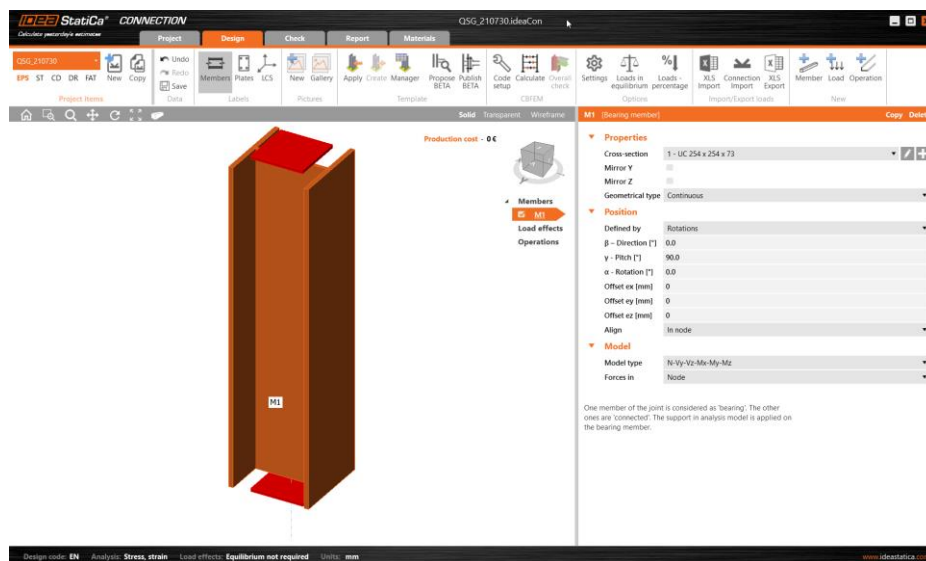 IDEA StatiCa® CONNECTION
QSG_210730.ideaCon
Calculate yesterday's estimates
Project Design Check Report Materials
QSG_210730
EPS ST CD DR FAT New Copy
Undo
Redo
Save
Members Plates LCS
New Gallery
Apply Create Manager Propose BETA Publish BETA
Code setup Calculate Overall check
Settings Loads in equilibrium Loads - percentage
XLS Import Connection Import XLS Export
Member Load Operation
Project Items Data Labels Pictures Template CBFEM Options Import/Export loads New
Solid Transparent Wireframe
M1 [Bearing member] Copy Delet
Production cost - 0 €
Members
M1
Load effects
Operations
M1
Properties
Cross-section 1 - UC 254 x 254 x 73
Mirror Y
Mirror Z
Geometrical type Continuous
Position
Defined by Rotations
β – Direction [°] 0.0
γ - Pitch [°] 90.0
α - Rotation [°] 0.0
Offset ex [mm] 0
Offset ey [mm] 0
Offset ez [mm] 0
Align In node
Model
Model type N-Vy-Vz-Mx-My-Mz
Forces in Node
One member of the joint is considered as 'bearing'. The other
ones are 'connected'. The support in analysis model is applied on
the bearing member.
Design code: EN Analysis: Stress, strain Load effects: Equilibrium not required Units: mm
www.ideastatica.com